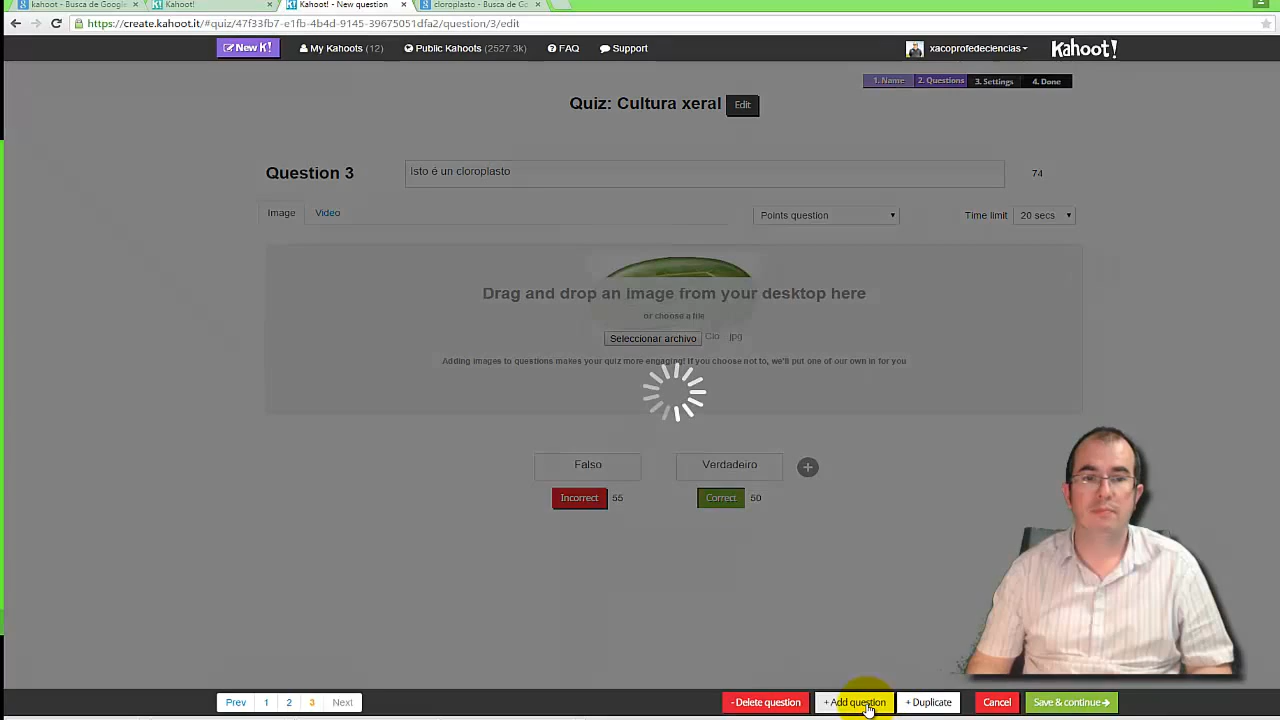 kahoot - Busca de Google
Kahoot!
Kahoot! - New question
cloroplasto - Busca de Go
https://create.kahoot.it/#quiz/47f33fb7-e1fb-4b4d-9145-39675051dfa2/question/3/edit
New K!
My Kahoots (12)
Public Kahoots (2527.3k)
FAQ
Support
xacoprofedeciencias
Kahoot!
1. Name
2. Questions
3. Settings
4. Done
Quiz: Cultura xeral
Edit
Question 3
Isto é un cloroplasto
74
Image
Video
Points question
Time limit
20 secs
Drag and drop an image from your desktop here
or choose a file
Seleccionar archivo
Clo jpg
Adding images to questions makes your quiz more engaging! If you choose not to, we'll put one of our own in for you
Falso
Verdadeiro
+
Incorrect
55
Correct
50
Prev
1
2
3
Next
- Delete question
+ Add question
+ Duplicate
Cancel
Save & continue